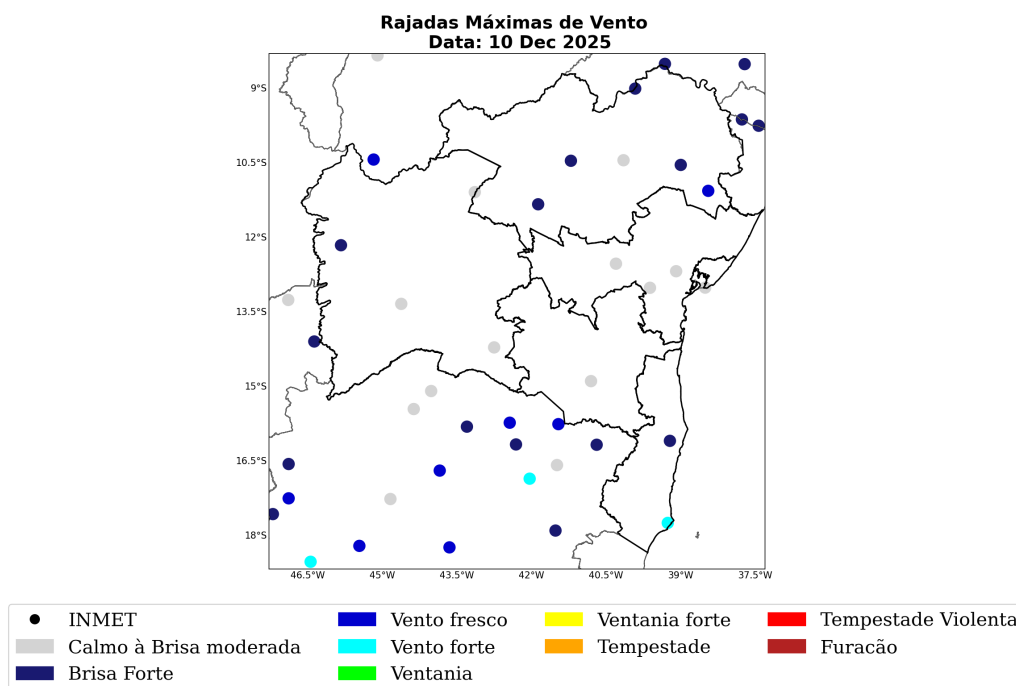 Rajadas Máximas de Vento
Data: 10 Dec 2025
9°S
10.5°S
12°S
13.5°S
15°S
16.5°S
18°S
46.5°W 45°W 43.5°W 42°W 40.5°W 39°W 37.5°W
INMET
Calmo à Brisa moderada
Brisa Forte
Vento fresco
Vento forte
Ventania
Ventania forte
Tempestade
Tempestade Violenta
Furacão